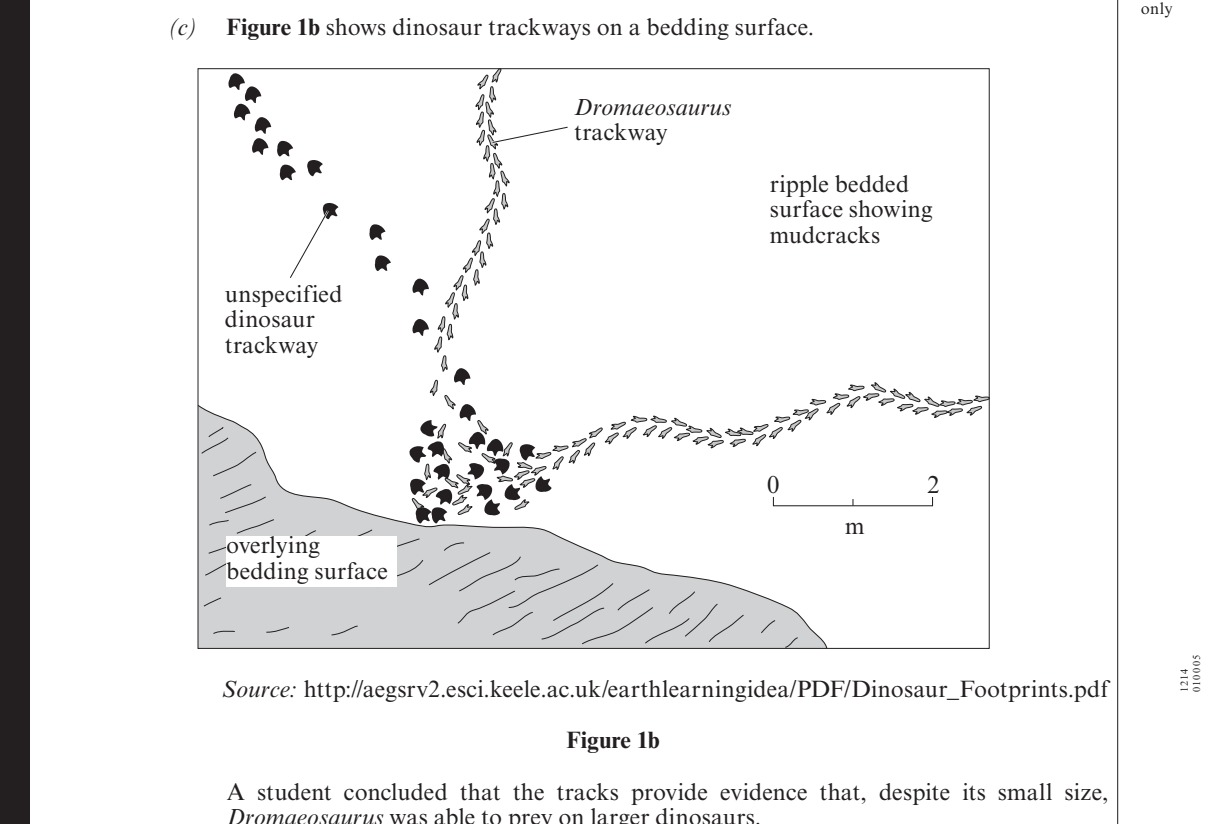 only
(c) Figure 1b shows dinosaur trackways on a bedding surface.
Dromaeosaurus
trackway
ripple bedded
surface showing
mudcracks
unspecified
dinosaur
trackway
0 2
m
overlying
bedding surface
Source: http://aegsrv2.esci.keele.ac.uk/earthlearningidea/PDF/Dinosaur_Footprints.pdf
1214
010005
Figure 1b
A student concluded that the tracks provide evidence that, despite its small size,
Dromaeosaurus was able to prey on larger dinosaurs.